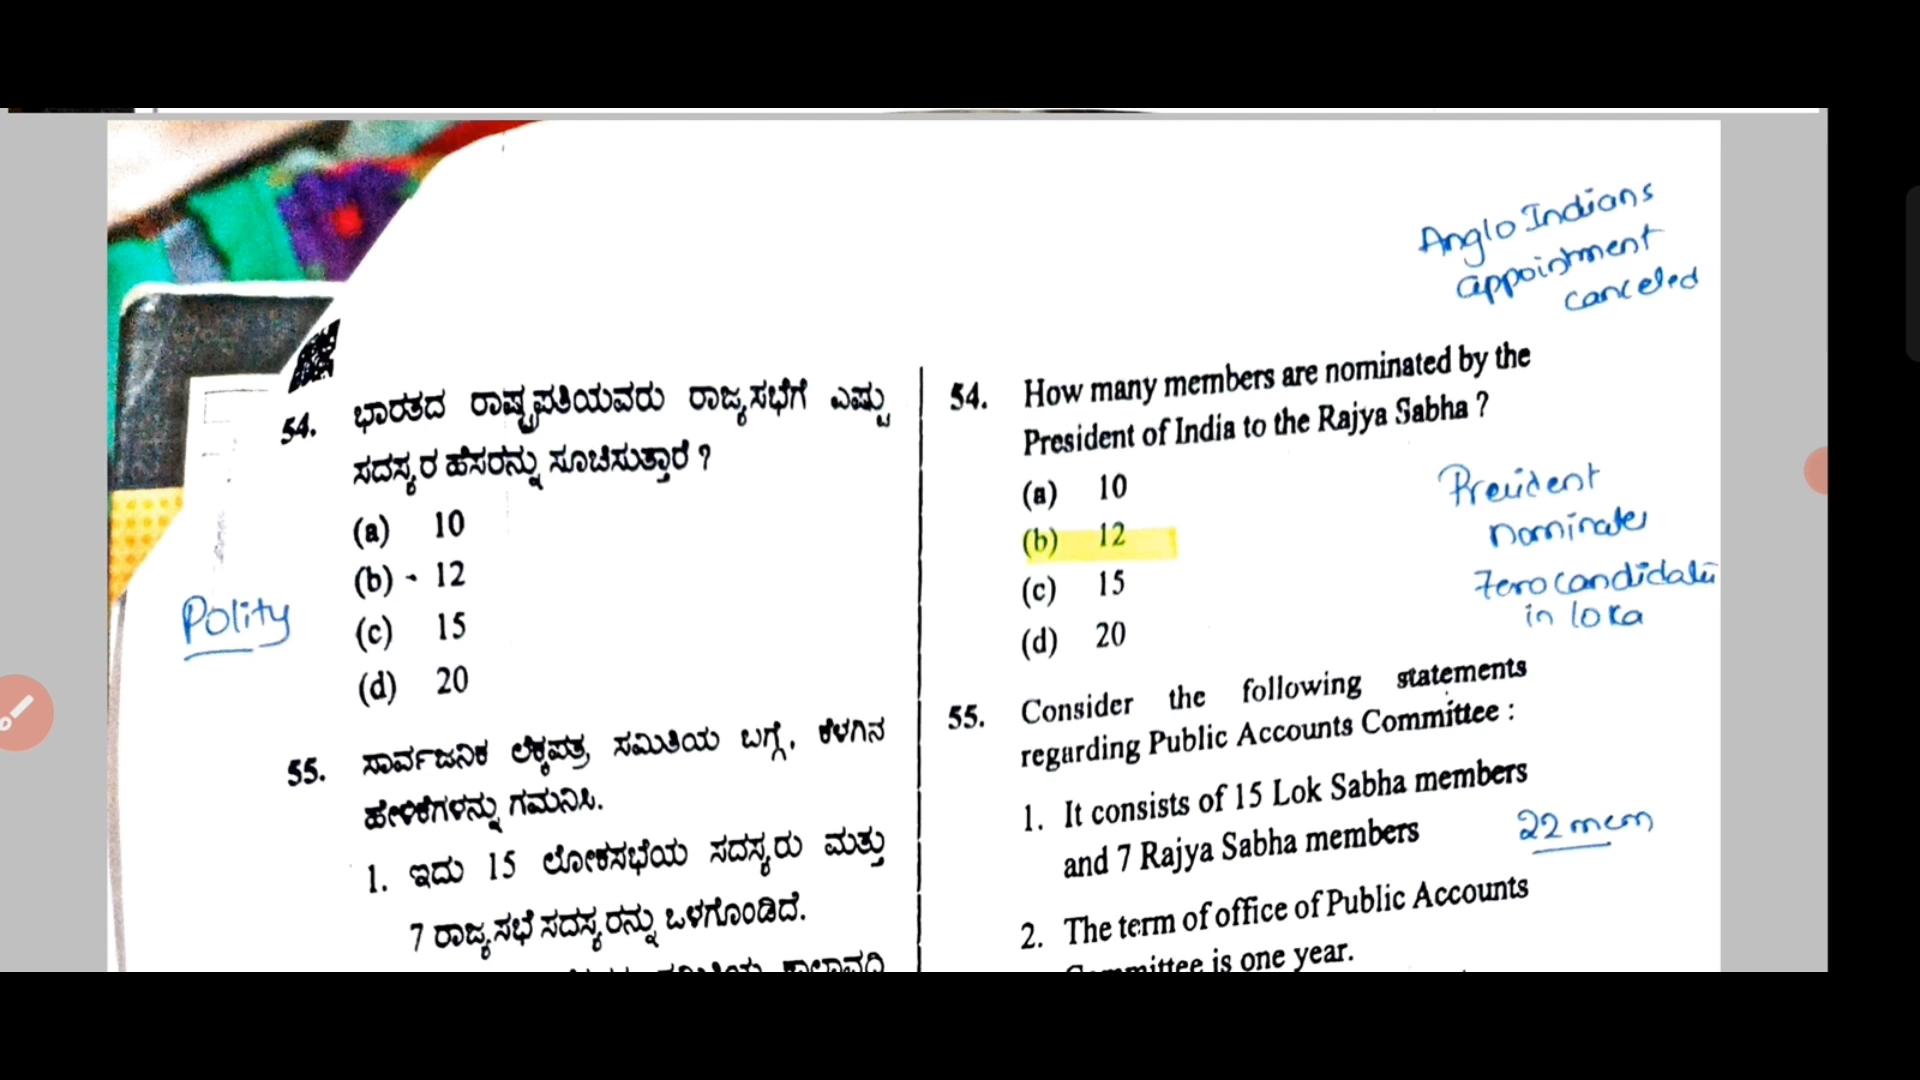 Anglo Indians
appointment
canceled
54. ಭಾರತದ ರಾಷ್ಟ್ರಪತಿಯವರು ರಾಜ್ಯಸಭೆಗೆ ಎಷ್ಟು
ಸದಸ್ಯರ ಹೆಸರನ್ನು ಸೂಚಿಸುತ್ತಾರೆ ?
(a) 10
(b) - 12
(c) 15
(d) 20
Polity
55. ಸಾರ್ವಜನಿಕ ಲೆಕ್ಕಪತ್ರ ಸಮಿತಿಯ ಬಗ್ಗೆ, ಕೆಳಗಿನ
ಹೇಳಿಕೆಗಳನ್ನು ಗಮನಿಸಿ.
1. ಇದು 15 ಲೋಕಸಭೆಯ ಸದಸ್ಯರು ಮತ್ತು
7 ರಾಜ್ಯಸಭೆ ಸದಸ್ಯರನ್ನು ಒಳಗೊಂಡಿದೆ.
54. How many members are nominated by the
President of India to the Rajya Sabha ?
(a) 10
(b) 12
(c) 15
(d) 20
President
nominates
zero candidates
in loka
55. Consider the following statements
regarding Public Accounts Committee :
1. It consists of 15 Lok Sabha members
and 7 Rajya Sabha members
22 mem
2. The term of office of Public Accounts
Committee is one year.